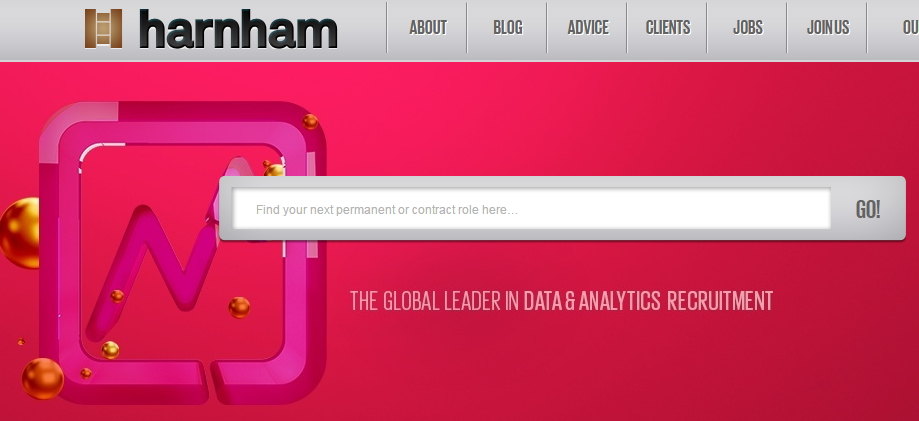 harnham
ABOUT
BLOG
ADVICE
CLIENTS
JOBS
JOIN US
OU
Find your next permanent or contract role here...
GO!
THE GLOBAL LEADER IN DATA & ANALYTICS RECRUITMENT